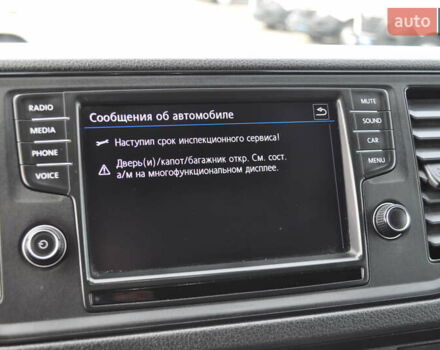 auto
RADIO
MEDIA
PHONE
VOICE
Сообщения об автомобиле
Наступил срок инспекционного сервиса!
Дверь(и)/капот/багажник откр. См. сост.
а/м на многофункциональном дисплее.
MUTE
SOUND
CAR
MENU